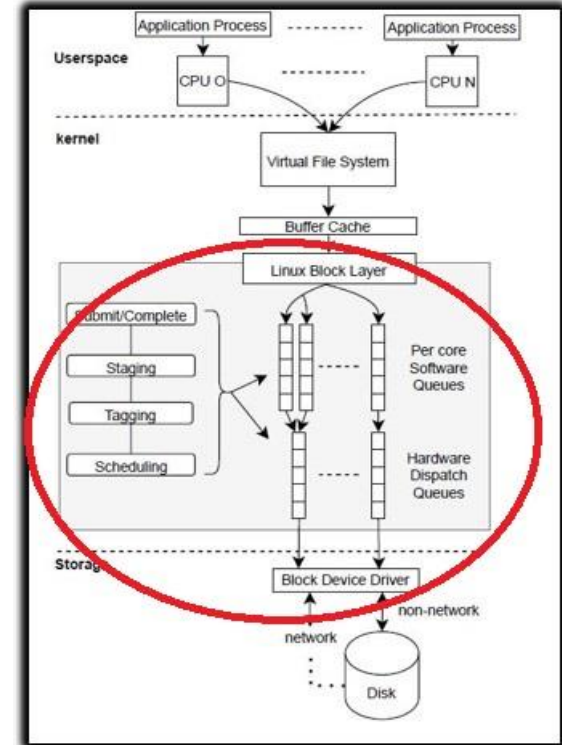 Application Process
Application Process
Userspace
CPU O
CPU N
kernel
Virtual File System
Buffer Cache
Linux Block Layer
Submit/Complete
Staging
Tagging
Scheduling
Per core
Software
Queues
Hardware
Dispatch
Queues
Storage
Block Device Driver
network
non-network
Disk